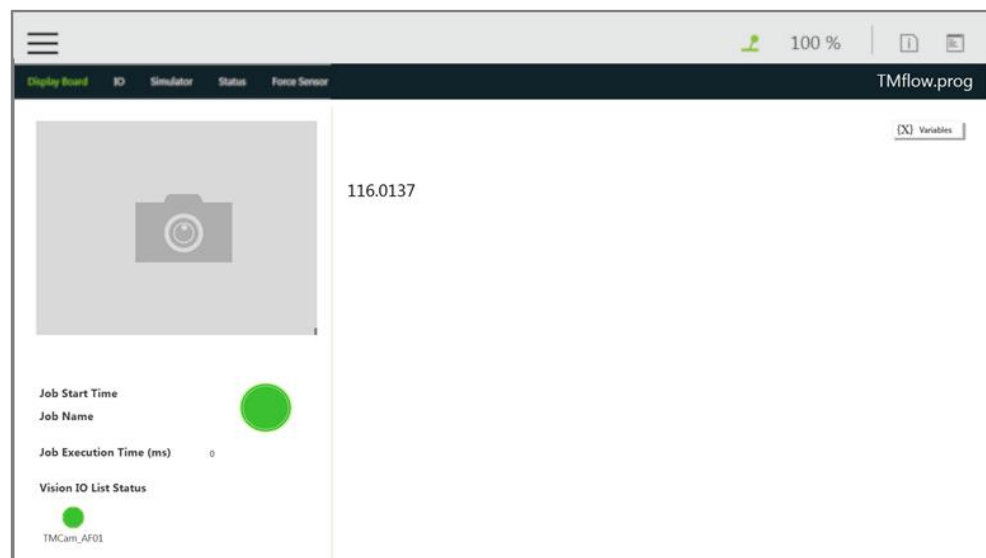 100 %
Display Board IO Simulator Status Force Sensor TMflow.prog
{X} Variables
116.0137
Job Start Time
Job Name
Job Execution Time (ms) 0
Vision IO List Status
TMCam_AF01